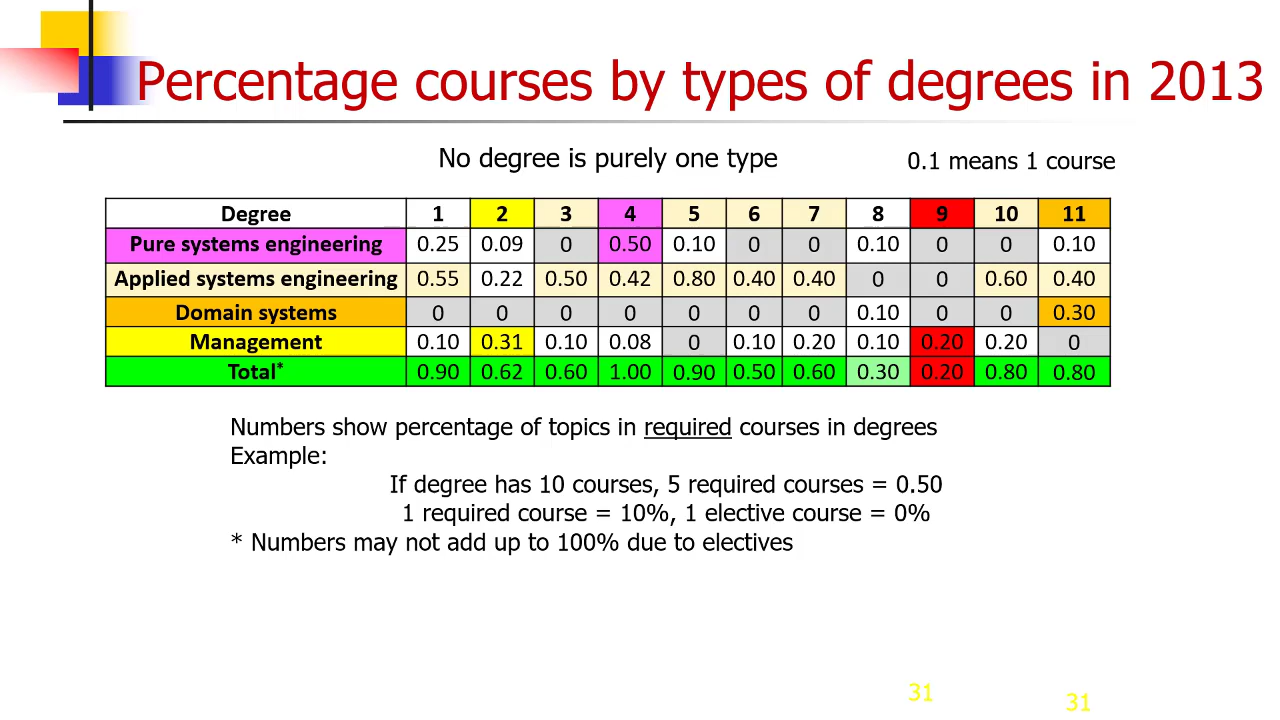 Percentage courses by types of degrees in 2013
No degree is purely one type 0.1 means 1 course
Degree 1 2 3 4 5 6 7 8 9 10 11
Pure systems engineering 0.25 0.09 0 0.50 0.10 0 0 0.10 0 0 0.10
Applied systems engineering 0.55 0.22 0.50 0.42 0.80 0.40 0.40 0 0 0.60 0.40
Domain systems 0 0 0 0 0 0 0 0.10 0 0 0.30
Management 0.10 0.31 0.10 0.08 0 0.10 0.20 0.10 0.20 0.20 0
Total* 0.90 0.62 0.60 1.00 0.90 0.50 0.60 0.30 0.20 0.80 0.80
Numbers show percentage of topics in required courses in degrees
Example:
If degree has 10 courses, 5 required courses = 0.50
1 required course = 10%, 1 elective course = 0%
* Numbers may not add up to 100% due to electives
31
31